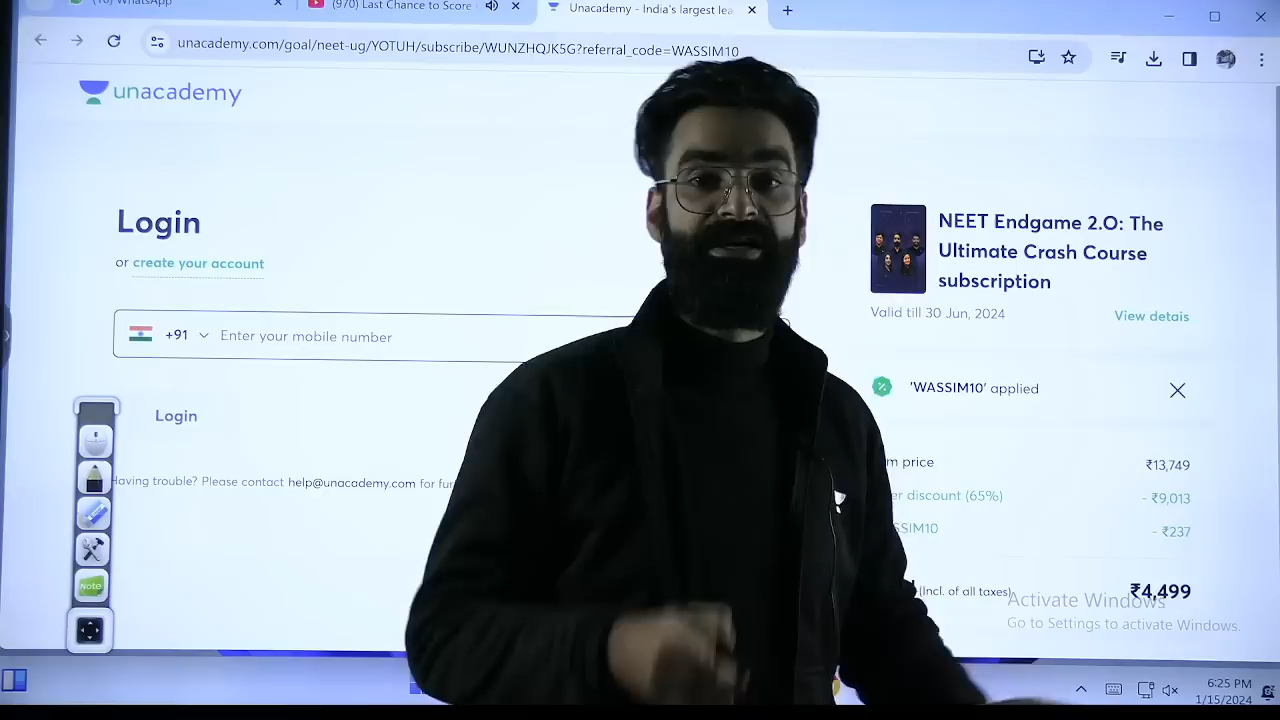 (10) WhatsApp
(970) Last Chance to Score
Unacademy - India's largest lea
unacademy.com/goal/neet-ug/YOTUH/subscribe/WUNZHQJK5G?referral_code=WASSIM10
unacademy
Login
or create your account
+91 Enter your mobile number
Login
Having trouble? Please contact help@unacademy.com for fur
NEET Endgame 2.O: The
Ultimate Crash Course
subscription
Valid till 30 Jun, 2024 View detais
'WASSIM10' applied
m price ₹13,749
er discount (65%) - ₹9,013
SSIM10 - ₹237
(Incl. of all taxes) ₹4,499
Activate Windows
Go to Settings to activate Windows.
Note
6:25 PM
1/15/2024